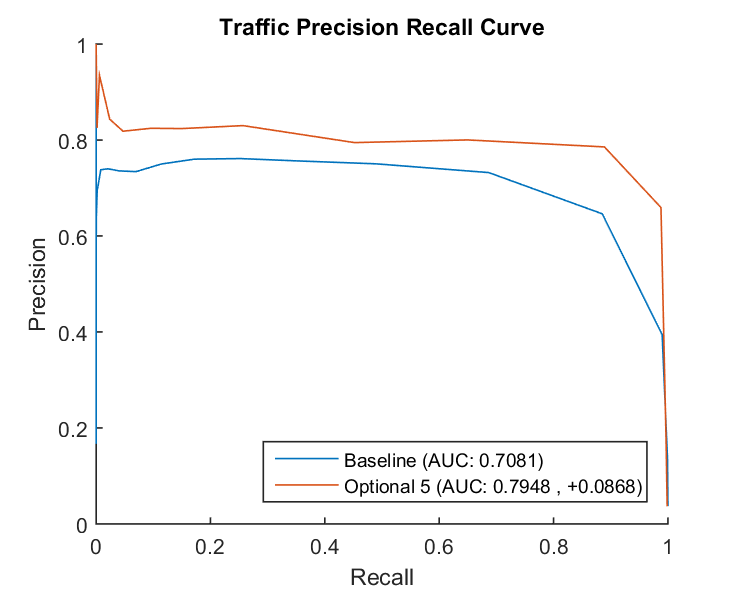 Traffic Precision Recall Curve
1
0.8
0.6
0.4
0.2
0
Precision
Baseline (AUC: 0.7081)
Optional 5 (AUC: 0.7948 , +0.0868)
0 0.2 0.4 0.6 0.8 1
Recall